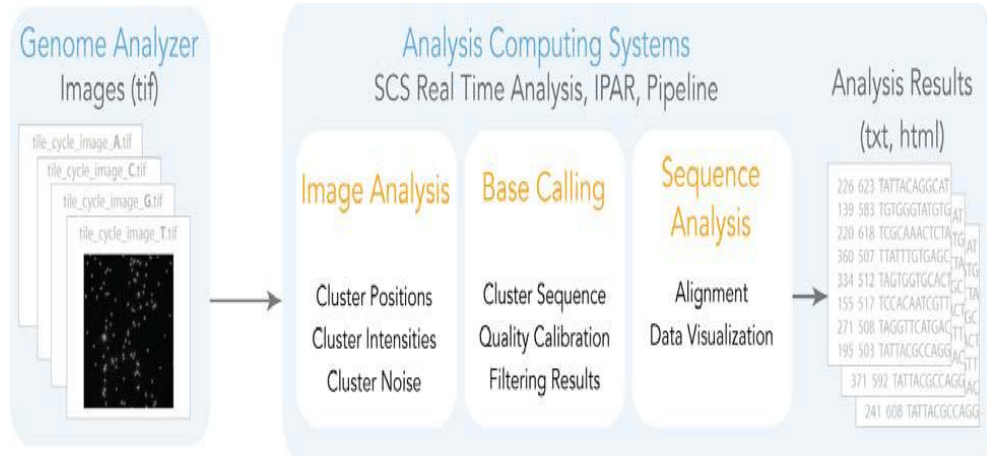 Genome Analyzer
Images (tif)
tile_cycle_image_A.tif
tile_cycle_image_C.tif
tile_cycle_image_G.tif
tile_cycle_image_T.tif
Analysis Computing Systems
SCS Real Time Analysis, IPAR, Pipeline
Image Analysis
Cluster Positions
Cluster Intensities
Cluster Noise
Base Calling
Cluster Sequence
Quality Calibration
Filtering Results
Sequence
Analysis
Alignment
Data Visualization
Analysis Results
(txt, html)
226 623 TATTACAGGCAT
139 583 TGTGGGTATGTG
220 618 TCGCAAACTCTA
360 507 TTATTTGTGAGC
334 512 TAGTGGTGCACT
155 517 TCCACAATCGTT
271 508 TAGGTTCATGAC
195 503 TATTACGCCAGG
371 592 TATTACGCCAGG
241 608 TATTACGCCAGG